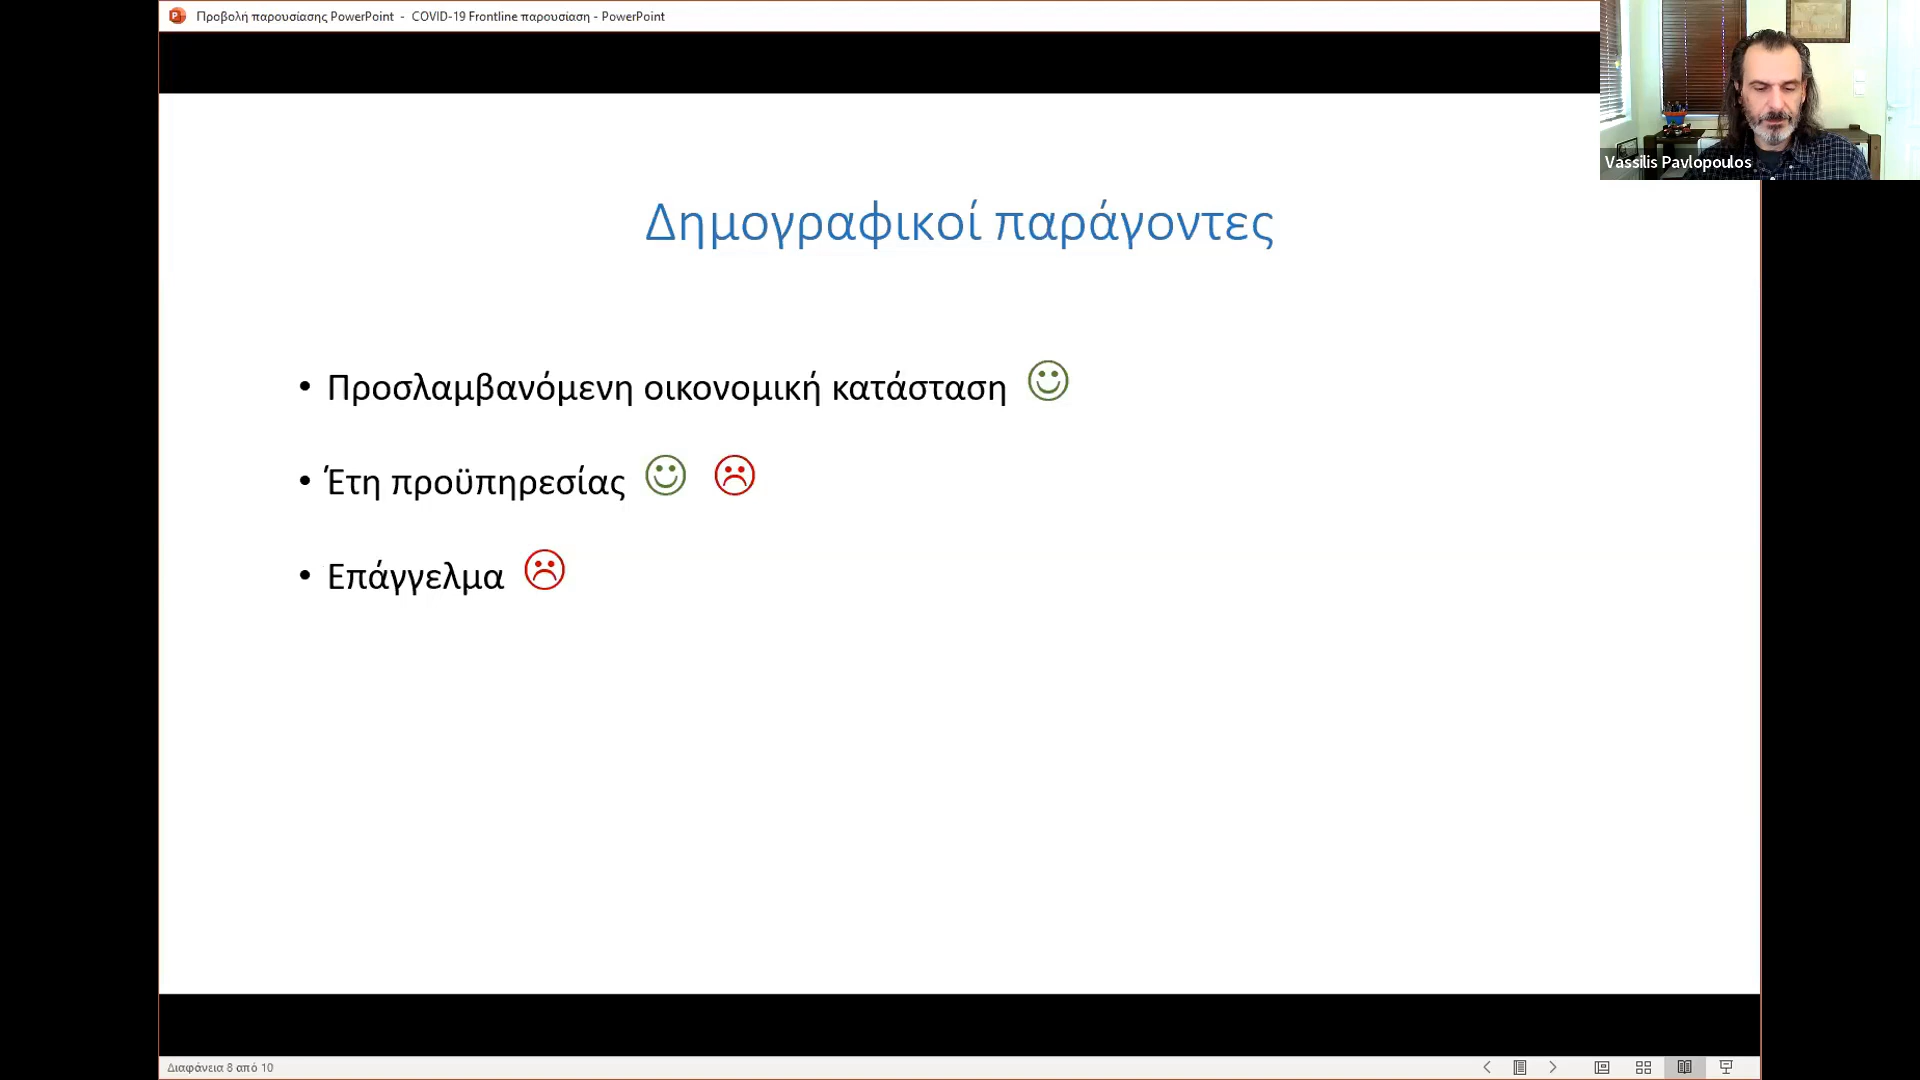 Προβολή παρουσίασης PowerPoint - COVID-19 Frontline παρουσίαση - PowerPoint
Vassilis Pavlopoulos
Δημογραφικοί παράγοντες
• Προσλαμβανόμενη οικονομική κατάσταση
• Έτη προϋπηρεσίας
• Επάγγελμα
Διαφάνεια 8 από 10